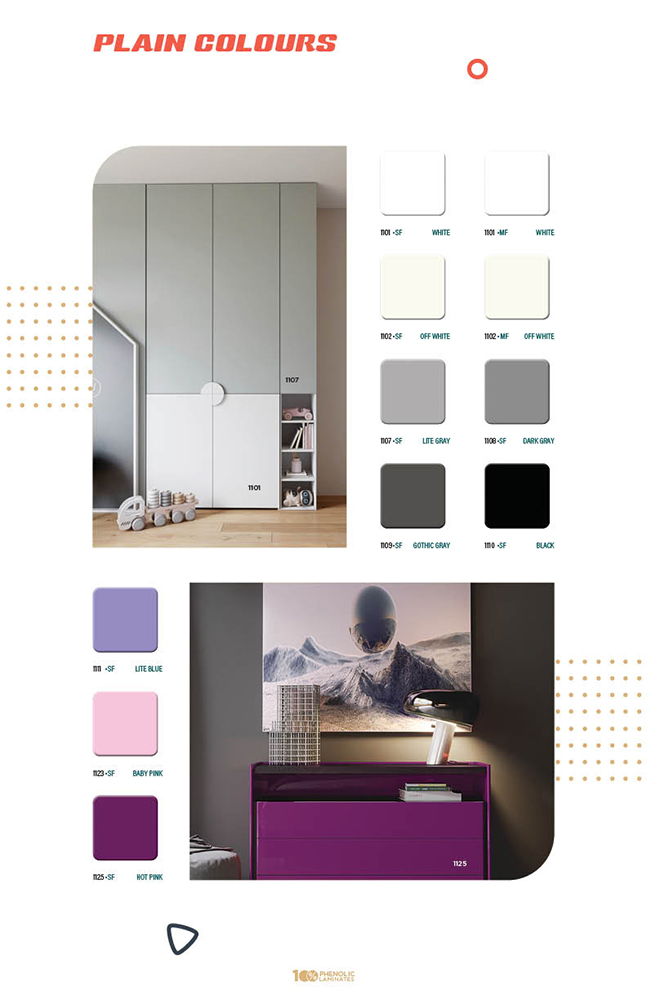 PLAIN COLOURS
1107
1101
1101 •SF WHITE
1101 •MF WHITE
1102 •SF OFF WHITE
1102 •MF OFF WHITE
1107 •SF LITE GRAY
1108 •SF DARK GRAY
1109 •SF GOTHIC GRAY
1110 •SF BLACK
1111 •SF LITE BLUE
1123 •SF BABY PINK
1125 •SF HOT PINK
1125
100% PHENOLIC
LAMINATES